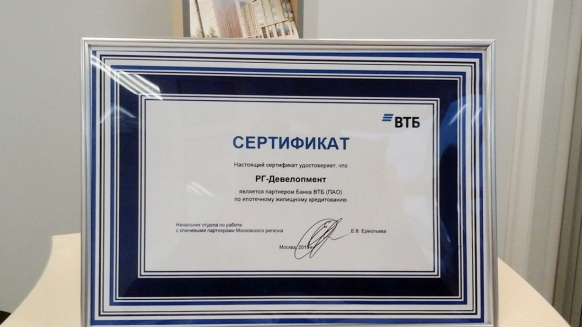 ВТБ
СЕРТИФИКАТ
Настоящий сертификат удостоверяет, что
РГ-Девелопмент
является партнером Банка ВТБ (ПАО)
по ипотечному жилищному кредитованию
Начальник отдела по работе
с ключевыми партнерами Московского региона
Е.В. Ермолаева
Москва,